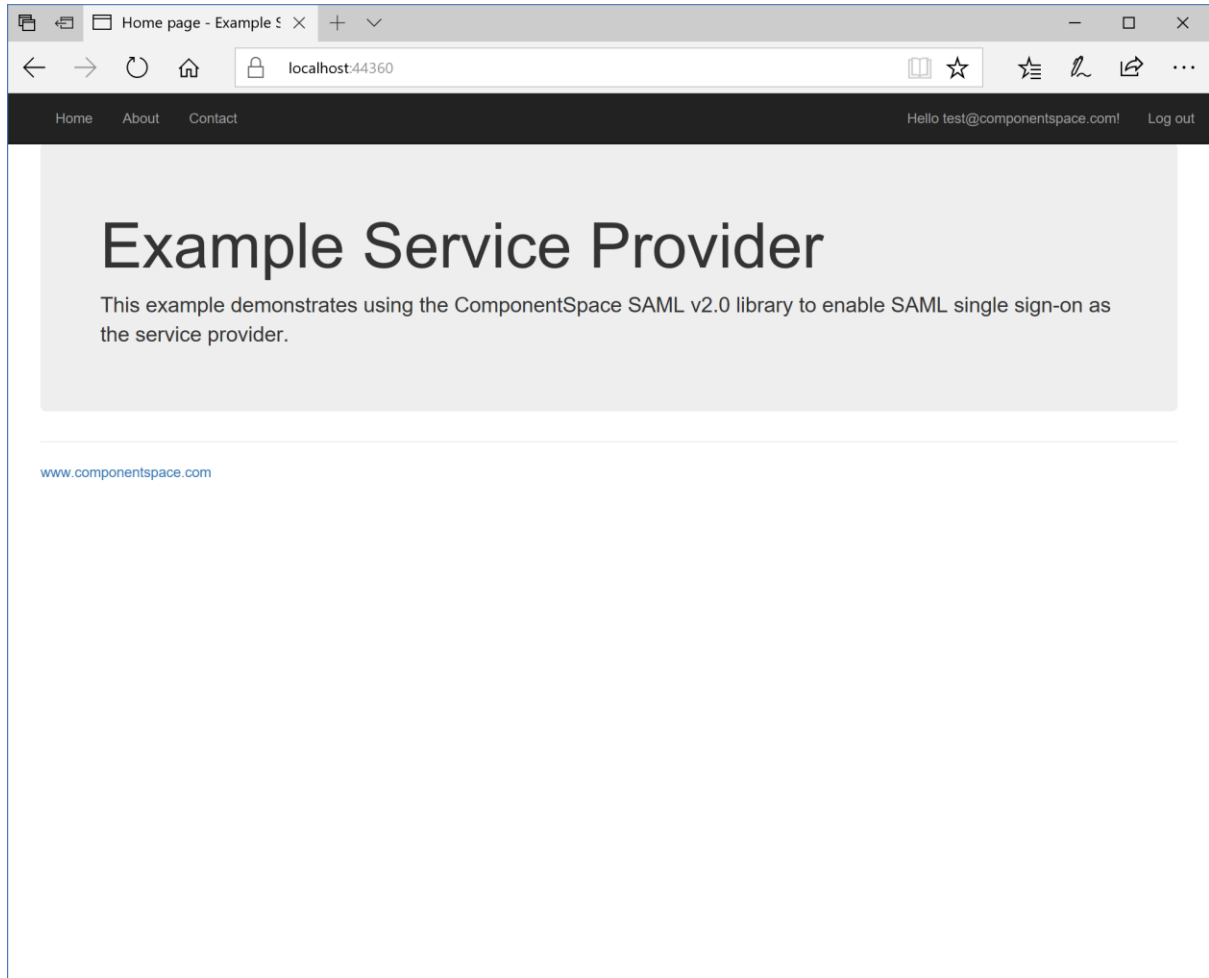 Home page - Example S
localhost:44360
Home About Contact Hello test@componentspace.com! Log out
Example Service Provider
This example demonstrates using the ComponentSpace SAML v2.0 library to enable SAML single sign-on as
the service provider.
www.componentspace.com